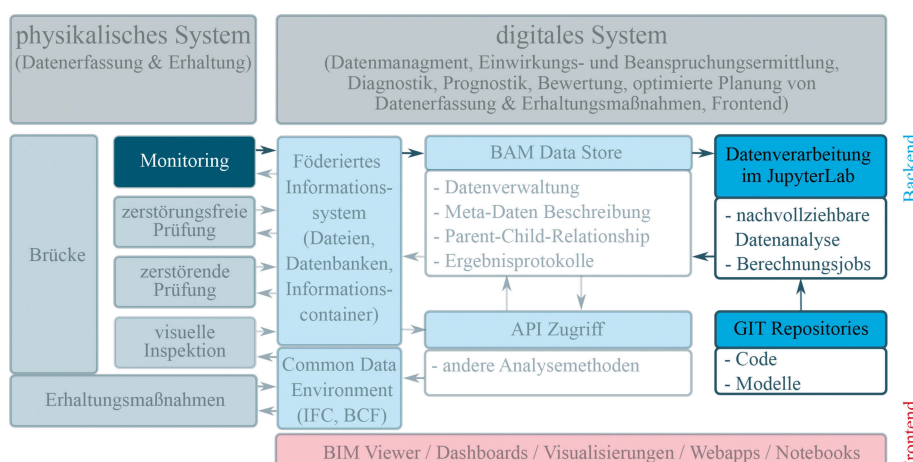 physikalisches System
(Datenerfassung & Erhaltung)
digitales System
(Datenmanagment, Einwirkungs- und Beanspruchungsermittlung,
Diagnostik, Prognostik, Bewertung, optimierte Planung von
Datenerfassung & Erhaltungsmaßnahmen, Frontend)
Brücke
Monitoring
zerstörungsfreie
Prüfung
zerstörende
Prüfung
visuelle
Inspektion
Erhaltungsmaßnahmen
Föderiertes
Informations-
system
(Dateien,
Datenbanken,
Informations-
container)
Common Data
Environment
(IFC, BCF)
BAM Data Store
- Datenverwaltung
- Meta-Daten Beschreibung
- Parent-Child-Relationship
- Ergebnisprotokolle
API Zugriff
- andere Analysemethoden
Datenverarbeitung
im JupyterLab
- nachvollziehbare
Datenanalyse
- Berechnungsjobs
GIT Repositories
- Code
- Modelle
Backend
Frontend
BIM Viewer / Dashboards / Visualisierungen / Webapps / Notebooks